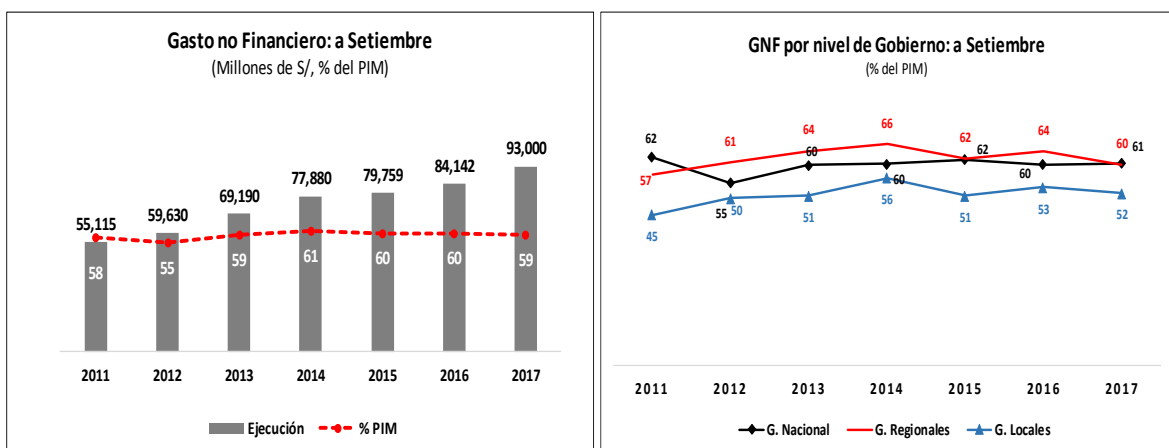 Gasto no Financiero: a Setiembre
(Millones de S/, % del PIM)
93,000
84,142
79,759
77,880
69,190
59,630
55,115
58
55
59
61
60
60
59
2011 2012 2013 2014 2015 2016 2017
Ejecución % PIM
GNF por nivel de Gobierno: a Setiembre
(% del PIM)
62 61 64 66 62 64 60
57 60 62 61
55 60 60
45 50 51 56 51 53 52
2011 2012 2013 2014 2015 2016 2017
G. Nacional G. Regionales G. Locales